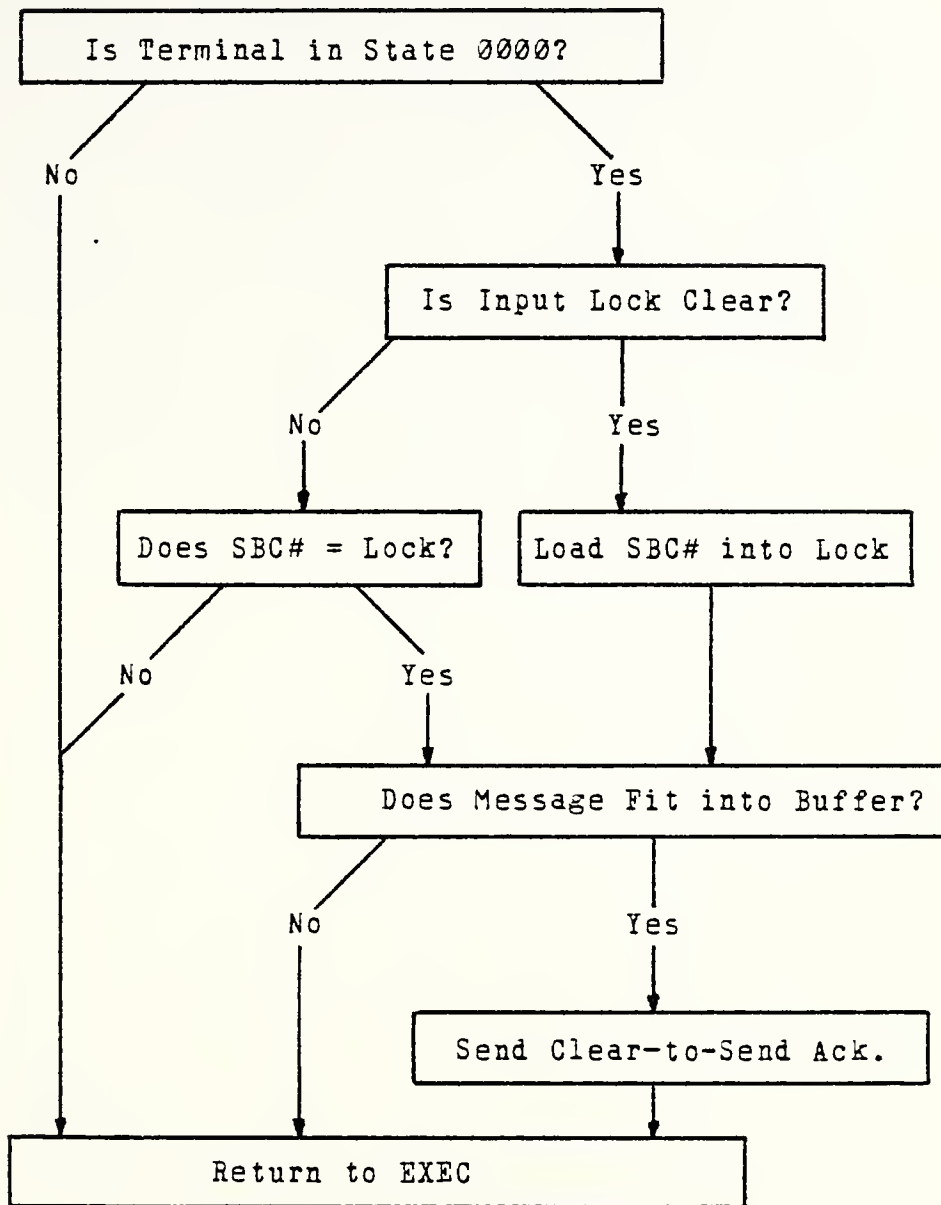 Is Terminal in State 0000?
No
Yes
Is Input Lock Clear?
No
Yes
Does SBC# = Lock?
Load SBC# into Lock
No
Yes
Does Message Fit into Buffer?
No
Yes
Send Clear-to-Send Ack.
Return to EXEC